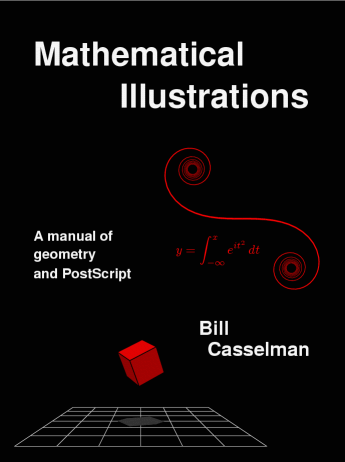 Mathematical
Illustrations
A manual of
geometry
and PostScript
y = ∫_{-∞}^{x} e^{it²} dt
Bill
Casselman